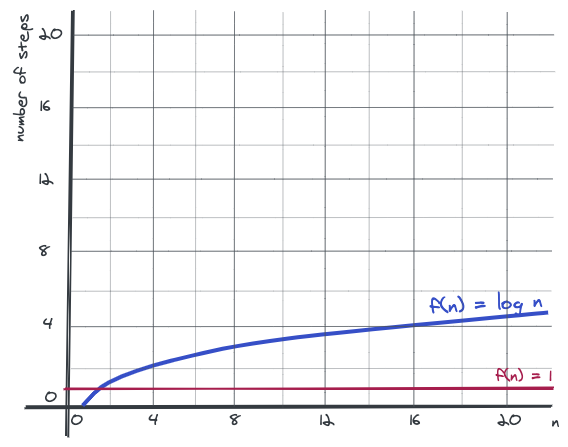 number of steps
20
16
12
8
4
0
f(n) = log n
f(n) = 1
0 4 8 12 16 20 n